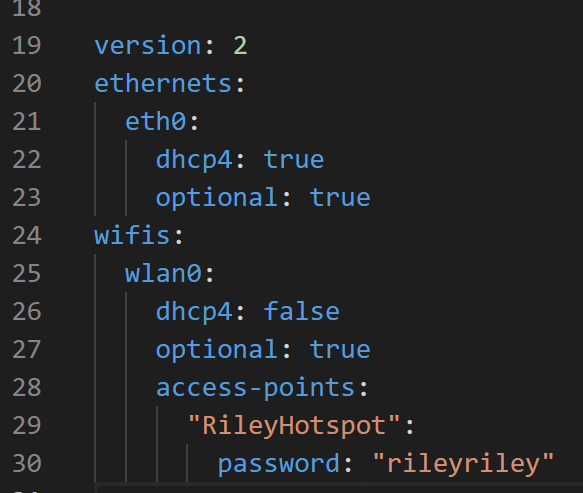 18
19 version: 2
20 ethernets:
21 eth0:
22 dhcp4: true
23 optional: true
24 wifis:
25 wlan0:
26 dhcp4: false
27 optional: true
28 access-points:
29 "RileyHotspot":
30 password: "rileyriley"